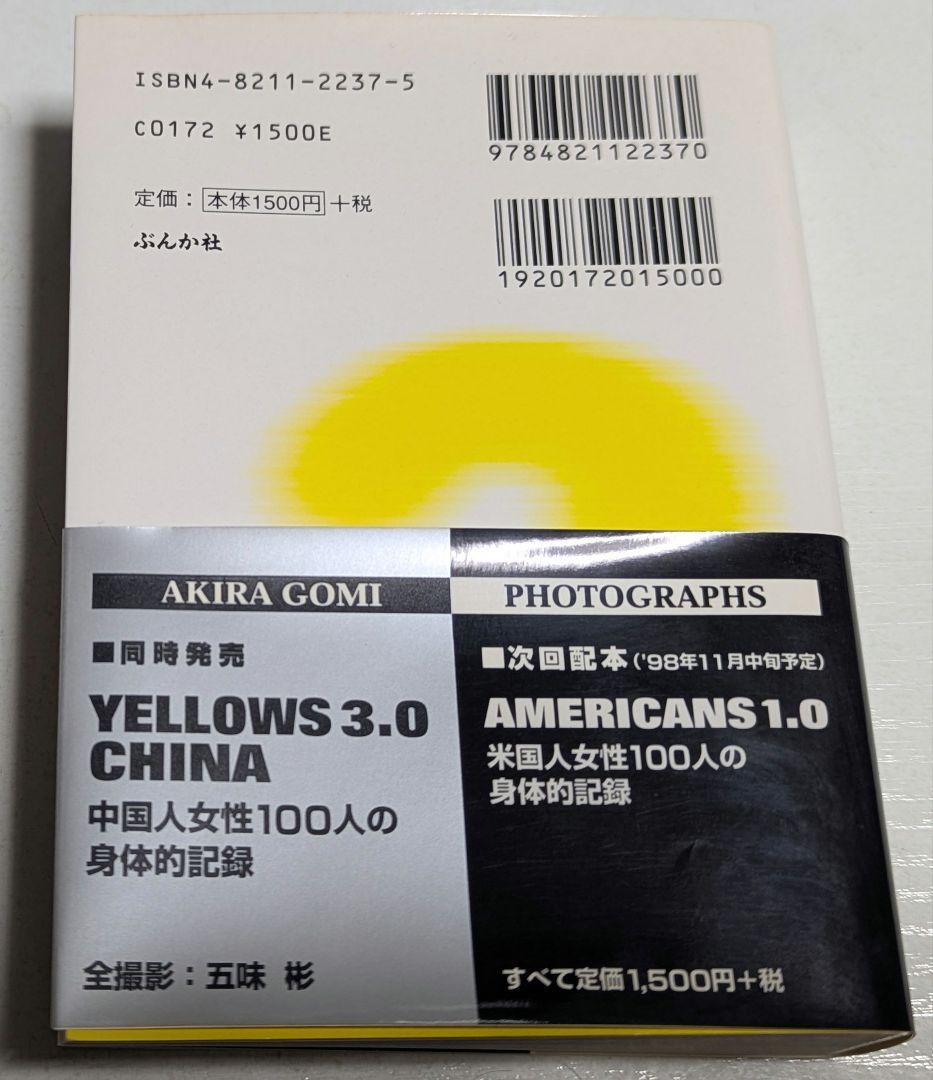 ISBN4-8211-2237-5
C0172 ¥1500E
定価：本体1500円＋税
ぶんか社
9784821122370
1920172015000
AKIRA GOMI
PHOTOGRAPHS
■同時発売
YELLOWS 3.0
CHINA
中国人女性100人の
身体的記録
全撮影：五味 彬
■次回配本（'98年11月中旬予定）
AMERICANS 1.0
米国人女性100人の
身体的記録
すべて定価1,500円＋税